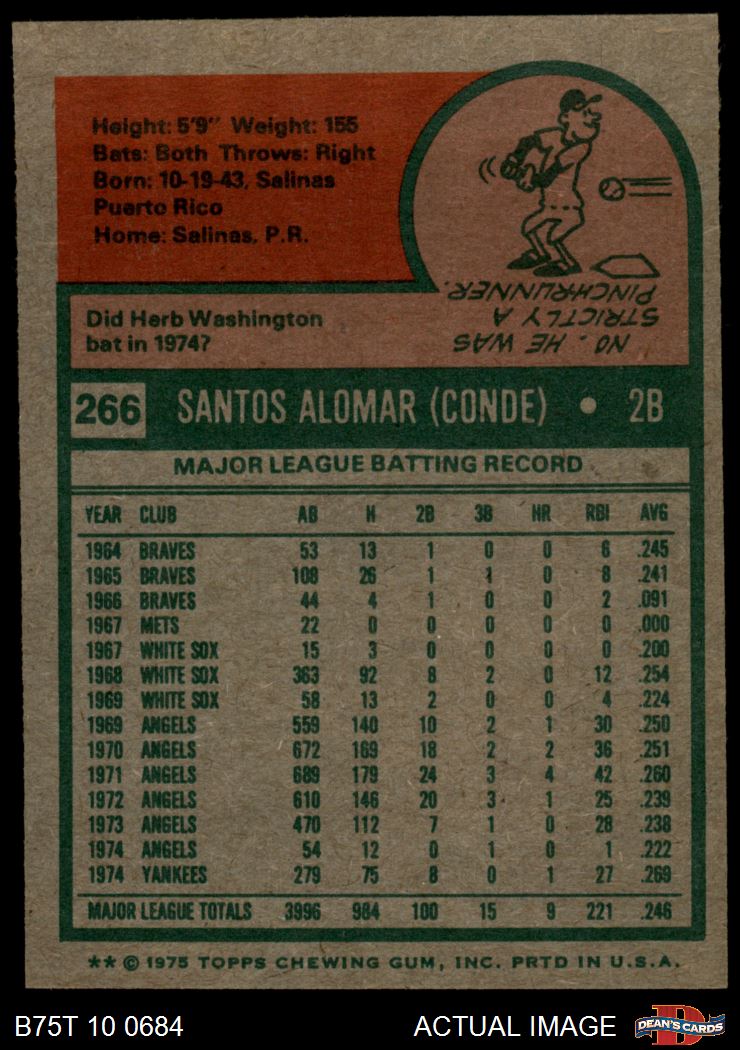 Height: 5'9" Weight: 155
Bats: Both Throws: Right
Born: 10-19-43, Salinas
Puerto Rico
Home: Salinas, P.R.
Did Herb Washington
bat in 1974?
NO. HE WAS
STRICTLY A
PINCHRUNNER.
266 SANTOS ALOMAR (CONDE) • 2B
MAJOR LEAGUE BATTING RECORD
YEAR CLUB AB H 2B 3B HR RBI AVG
1964 BRAVES 53 13 1 0 0 6 .245
1965 BRAVES 108 26 1 1 0 8 .241
1966 BRAVES 44 4 1 0 0 2 .091
1967 METS 22 0 0 0 0 0 .000
1967 WHITE SOX 15 3 0 0 0 0 .200
1968 WHITE SOX 363 92 8 2 0 12 .254
1969 WHITE SOX 58 13 2 0 0 4 .224
1969 ANGELS 559 140 10 2 1 30 .250
1970 ANGELS 672 169 18 2 2 36 .251
1971 ANGELS 689 179 24 3 4 42 .260
1972 ANGELS 610 146 20 3 1 25 .239
1973 ANGELS 470 112 7 1 0 28 .238
1974 ANGELS 54 12 0 1 0 1 .222
1974 YANKEES 279 75 8 0 1 27 .269
MAJOR LEAGUE TOTALS 3996 984 100 15 9 221 .246
** © 1975 TOPPS CHEWING GUM, INC. PRTD IN U.S.A.
B75T 10 0684 ACTUAL IMAGE DEAN'S CARDS